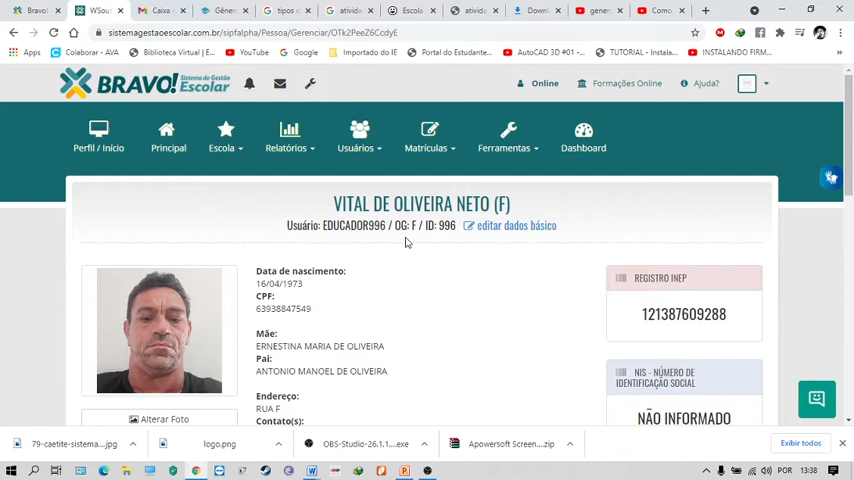 Bravo!
WSou
Caixa d
Gêner
tipos d
ativida
Escola
ativida
Downl
gener
Como
sistemagestaoescolar.com.br/sipfalpha/Pessoa/Gerenciar/OTk2PeeZ6CcdyE
Apps
Colaborar - AVA
Biblioteca Virtual | E...
YouTube
Google
Importado do IE
Portal do Estudante...
AutoCAD 3D #01 -...
TUTORIAL - Instala...
INSTALANDO FIRM...
BRAVO! Sistema de Gestão Escolar
Online
Formações Online
Ajuda?
Perfil / Início
Principal
Escola
Relatórios
Usuários
Matrículas
Ferramentas
Dashboard
VITAL DE OLIVEIRA NETO (F)
Usuário: EDUCADOR996 / OG: F / ID: 996 editar dados básico
Data de nascimento:
16/04/1973
CPF:
63938847549
Mãe:
ERNESTINA MARIA DE OLIVEIRA
Pai:
ANTONIO MANOEL DE OLIVEIRA
Endereço:
RUA F
Contato(s):
Alterar Foto
REGISTRO INEP
121387609288
NIS - NÚMERO DE
IDENTIFICAÇÃO SOCIAL
NÃO INFORMADO
79-caetite-sistema....jpg
logo.png
OBS-Studio-26.1.1....exe
Apowersoft Screen....zip
Exibir todos
POR
13:38